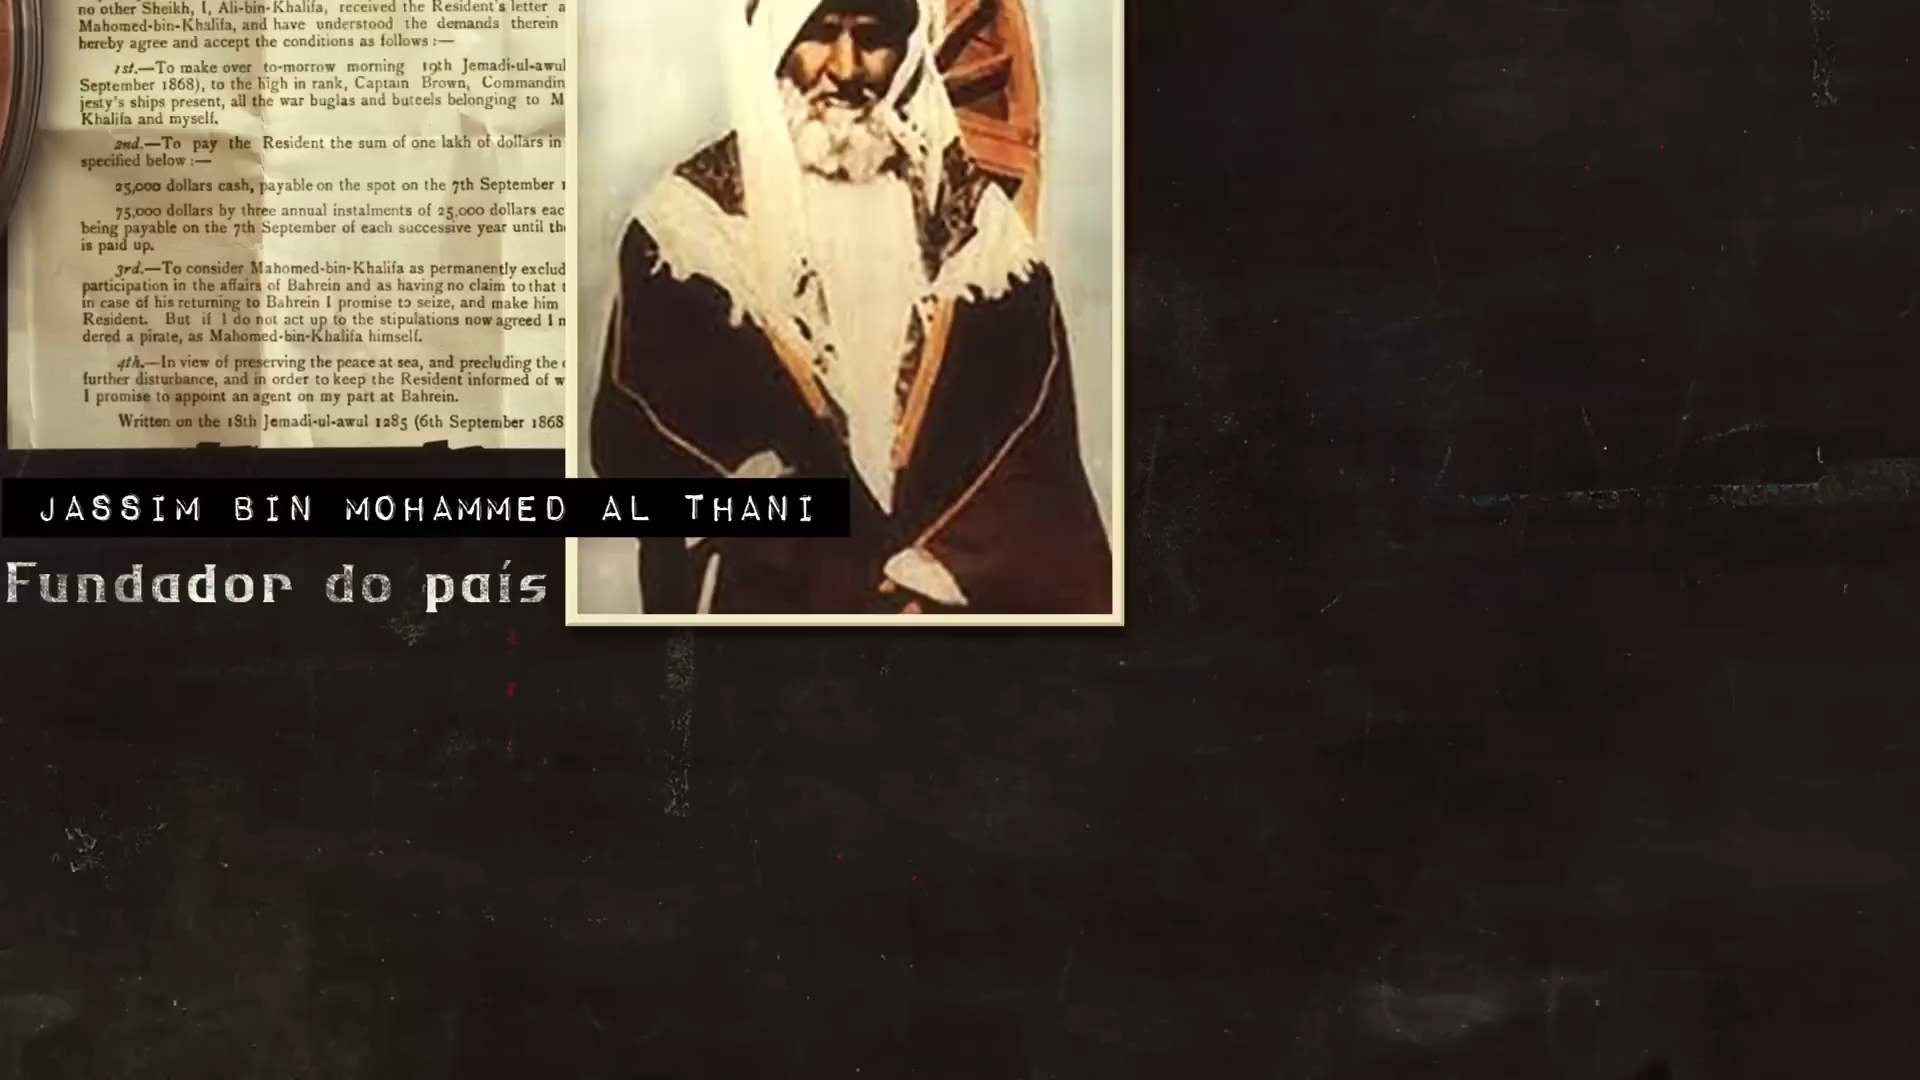 no other Sheikh, I, Ali-bin-Khalifa, received the Resident's letter a
Mahomed-bin-Khalifa, and have understood the demands therein
hereby agree and accept the conditions as follows :—
1st.—To make over to-morrow morning 19th Jemadi-ul-awul
September 1868), to the high in rank, Captain Brown, Commandin
jesty's ships present, all the war buglas and buteels belonging to M
Khalifa and myself.
2nd.—To pay the Resident the sum of one lakh of dollars in
specified below :—
25,000 dollars cash, payable on the spot on the 7th September 1
75,000 dollars by three annual instalments of 25,000 dollars eac
being payable on the 7th September of each successive year until the
is paid up.
3rd.—To consider Mahomed-bin-Khalifa as permanently exclud
participation in the affairs of Bahrein and as having no claim to that t
in case of his returning to Bahrein I promise to seize, and make him
Resident. But if I do not act up to the stipulations now agreed I m
dered a pirate, as Mahomed-bin-Khalifa himself.
4th.—In view of preserving the peace at sea, and precluding the
further disturbance, and in order to keep the Resident informed of w
I promise to appoint an agent on my part at Bahrein.
Written on the 18th Jemadi-ul-awul 1285 (6th September 1868
JASSIM BIN MOHAMMED AL THANI
Fundador do país